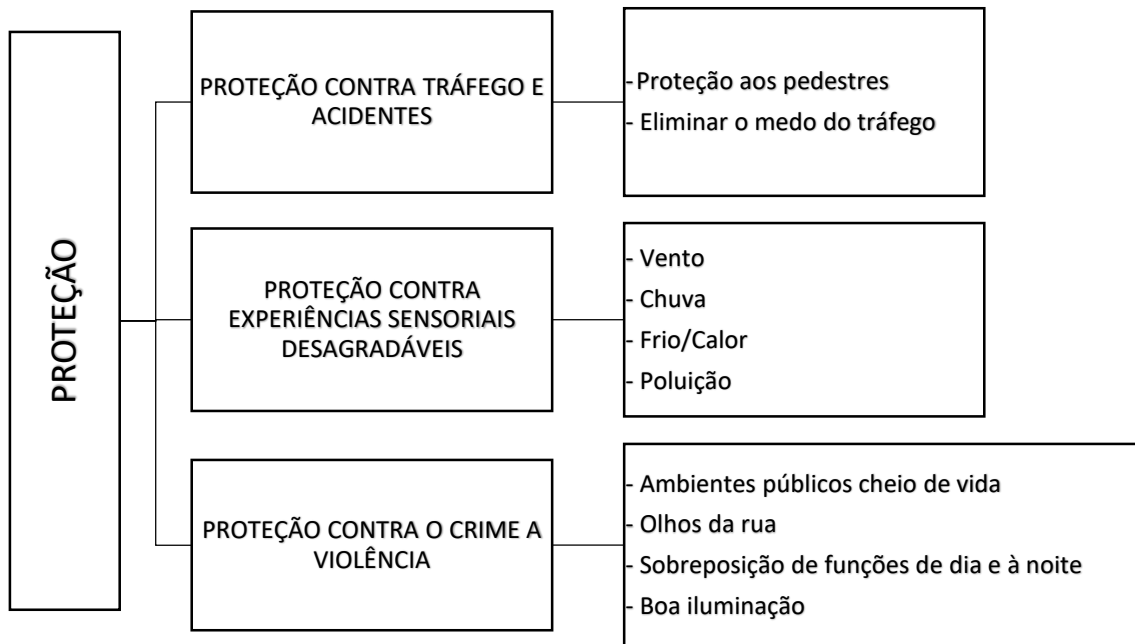 PROTEÇÃO
PROTEÇÃO CONTRA TRÁFEGO E
ACIDENTES
- Proteção aos pedestres
- Eliminar o medo do tráfego
PROTEÇÃO CONTRA
EXPERIÊNCIAS SENSORIAIS
DESAGRADÁVEIS
- Vento
- Chuva
- Frio/Calor
- Poluição
PROTEÇÃO CONTRA O CRIME A
VIOLÊNCIA
- Ambientes públicos cheio de vida
- Olhos da rua
- Sobreposição de funções de dia e à noite
- Boa iluminação